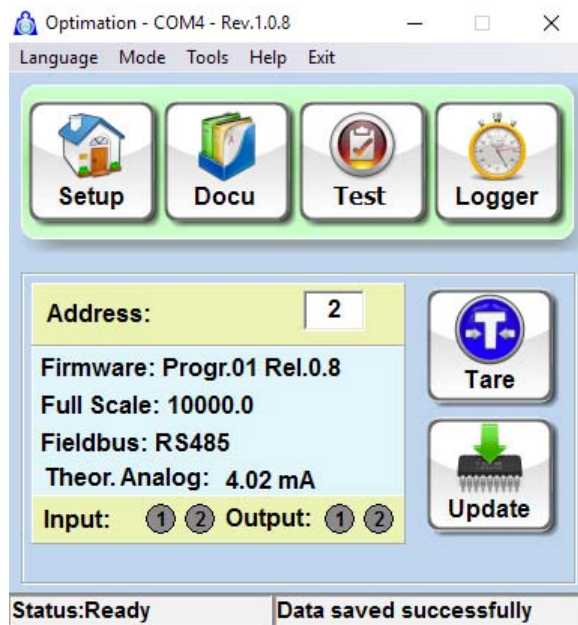 Optimation - COM4 - Rev.1.0.8
Language Mode Tools Help Exit
Setup Docu Test Logger
Address: 2
Firmware: Progr.01 Rel.0.8
Full Scale: 10000.0
Fieldbus: RS485
Theor. Analog: 4.02 mA
Input: 1 2 Output: 1 2
Tare
Update
Status:Ready Data saved successfully